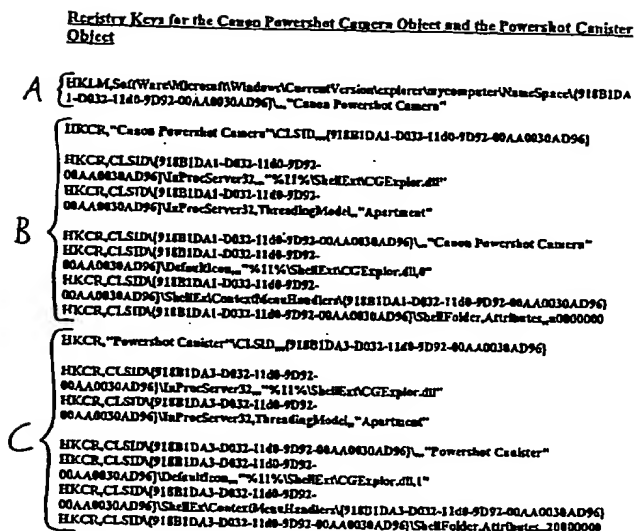 Registry Keys for the Canon Powershot Camera Object and the Powershot Canister
Object
A
HKLM,SoftWare\Microsoft\Windows\CurrentVersion\explorer\mycomputer\NameSpace\{918B1DA
1-D032-11d0-9D92-00AA0030AD96}\,,,"Canon Powershot Camera"
HKCR,"Canon Powershot Camera"\CLSID,,,{918B1DA1-D032-11d0-9D92-00AA0030AD96}
HKCR,CLSID\{918B1DA1-D032-11d0-9D92-
00AA0030AD96}\InProcServer32,,,"%11%\ShellExt\CGExplor.dll"
HKCR,CLSID\{918B1DA1-D032-11d0-9D92-
00AA0030AD96}\InProcServer32,ThreadingModel,,"Apartment"
B
HKCR,CLSID\{918B1DA1-D032-11d0-9D92-00AA0030AD96}\,,,"Canon Powershot Camera"
HKCR,CLSID\{918B1DA1-D032-11d0-9D92-
00AA0030AD96}\DefaultIcon,,,"%11%\ShellExt\CGExplor.dll,0"
HKCR,CLSID\{918B1DA1-D032-11d0-9D92-
00AA0030AD96}\ShellEx\ContextMenuHandlers\{918B1DA1-D032-11d0-9D92-00AA0030AD96}
HKCR,CLSID\{918B1DA1-D032-11d0-9D92-00AA0030AD96}\ShellFolder,Attributes,
HKCR,"Powershot Canister"\CLSID,,,{918B1DA3-D032-11d0-9D92-00AA0030AD96}
HKCR,CLSID\{918B1DA3-D032-11d0-9D92-
00AA0030AD96}\InProcServer32,,,"%11%\ShellExt\CGExplor.dll"
HKCR,CLSID\{918B1DA3-D032-11d0-9D92-
00AA0030AD96}\InProcServer32,ThreadingModel,,"Apartment"
C
HKCR,CLSID\{918B1DA3-D032-11d0-9D92-00AA0030AD96}\,,,"Powershot Canister"
HKCR,CLSID\{918B1DA3-D032-11d0-9D92-
00AA0030AD96}\DefaultIcon,,,"%11%\ShellExt\CGExplor.dll,1"
HKCR,CLSID\{918B1DA3-D032-11d0-9D92-
00AA0030AD96}\ShellEx\ContextMenuHandlers\{918B1DA3-D032-11d0-9D92-00AA0030AD96}
HKCR,CLSID\{918B1DA3-D032-11d0-9D92-00AA0030AD96}\ShellFolder,Attributes,